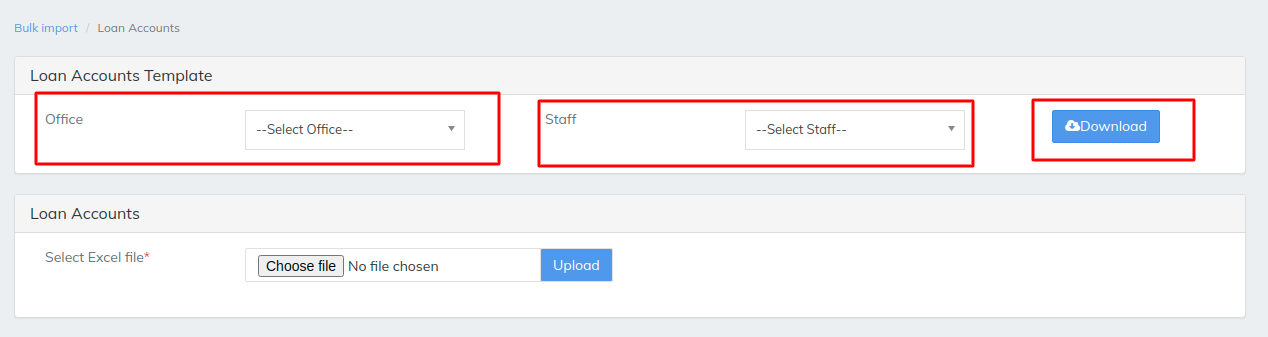 Bulk import / Loan Accounts
Loan Accounts Template
Office --Select Office-- Staff --Select Staff-- Download
Loan Accounts
Select Excel file* Choose file No file chosen Upload